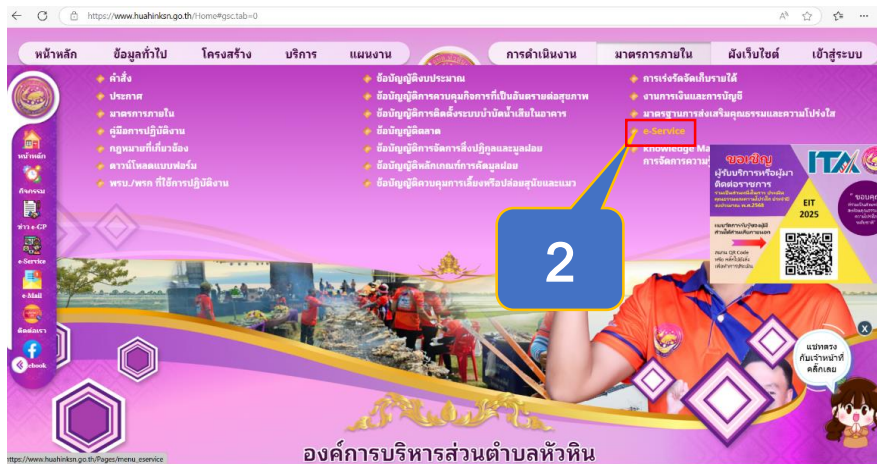 https://www.huahinksn.go.th/Home#gsc.tab=0
หน้าหลัก ข้อมูลทั่วไป โครงสร้าง บริการ แผนงาน การดำเนินงาน มาตรการภายใน ผังเว็บไซต์ เข้าสู่ระบบ
คำสั่ง
ประกาศ
มาตรการภายใน
คู่มือการปฏิบัติงาน
กฎหมายที่เกี่ยวข้อง
ดาวน์โหลดแบบฟอร์ม
พรบ./พรก ที่ใช้การปฏิบัติงาน
ข้อบัญญัติงบประมาณ
ข้อบัญญัติการควบคุมกิจการที่เป็นอันตรายต่อสุขภาพ
ข้อบัญญัติการติดตั้งระบบบำบัดน้ำเสียในอาคาร
ข้อบัญญัติตลาด
ข้อบัญญัติการจัดการสิ่งปฏิกูลและมูลฝอย
ข้อบัญญัติหลักเกณฑ์การคัดมูลฝอย
ข้อบัญญัติควบคุมการเลี้ยงหรือปล่อยสุนัขและแมว
การเร่งรัดจัดเก็บรายได้
งานการเงินและการบัญชี
มาตรฐานการส่งเสริมคุณธรรมและความโปร่งใส
e-Service
Knowledge Ma
การจัดการความรู้
หน้าหลัก
กิจกรรม
ข่าว e-GP
e-Service
e-Mail
ติดต่อเรา
ebook
2
ขอเชิญ
ผู้รับบริการหรือผู้มา
ติดต่อราชการ
ITA
EIT
2025
สแกน QR Code
X
แชทตรง
กับเจ้าหน้าที่
คลิ๊กเลย
องค์การบริหารส่วนตำบลหัวหิน
https://www.huahinksn.go.th/Pages/menu_eservice